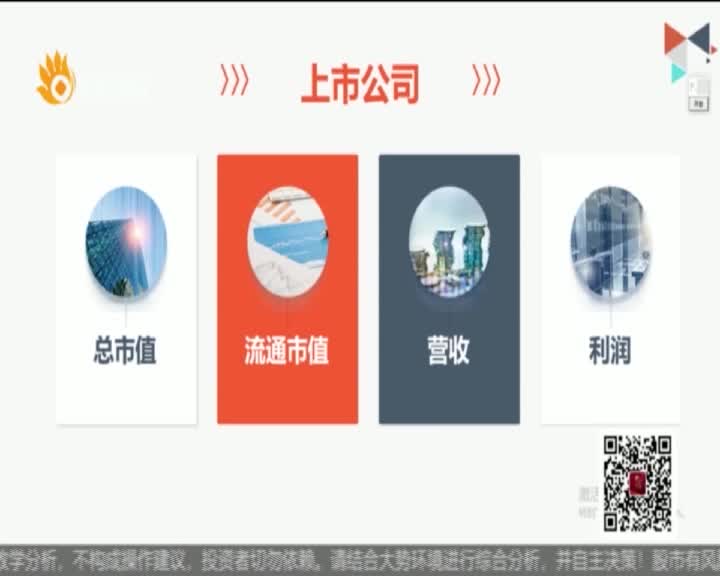 上市公司
总市值
流通市值
营收
利润
教学分析，不构成操作建议，投资者切勿依赖。请结合大势环境进行综合分析，并自主决策！股市有风